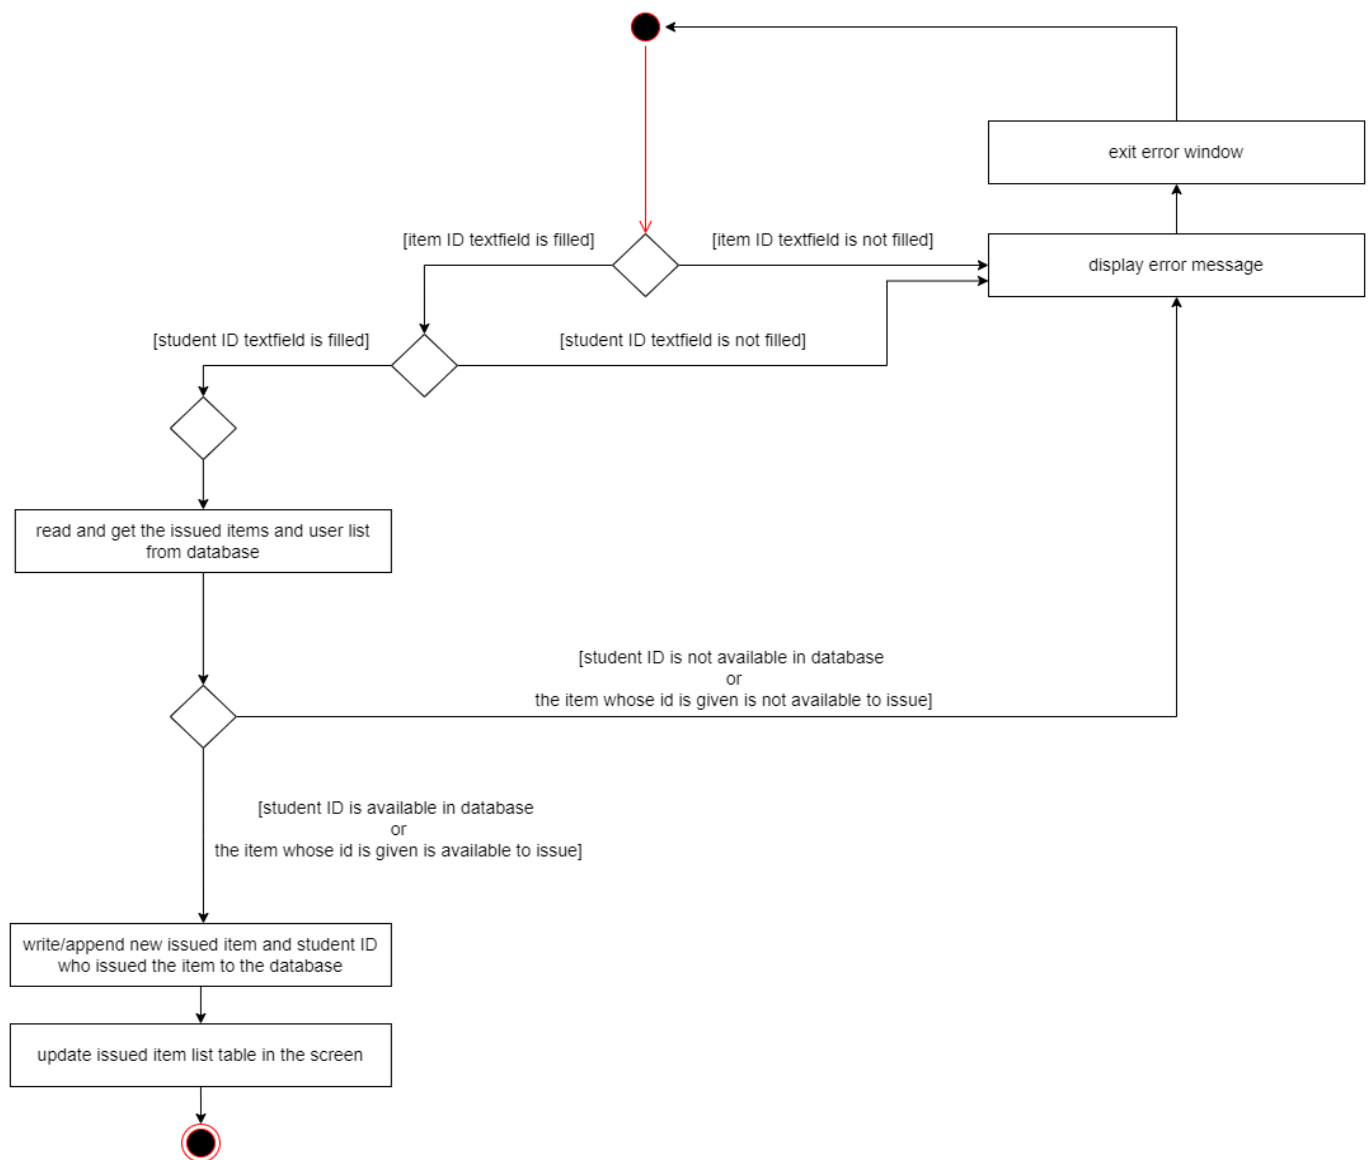 exit error window
[item ID textfield is filled]
[item ID textfield is not filled]
display error message
[student ID textfield is filled]
[student ID textfield is not filled]
read and get the issued items and user list
from database
[student ID is not available in database
or
the item whose id is given is not available to issue]
[student ID is available in database
or
the item whose id is given is available to issue]
write/append new issued item and student ID
who issued the item to the database
update issued item list table in the screen